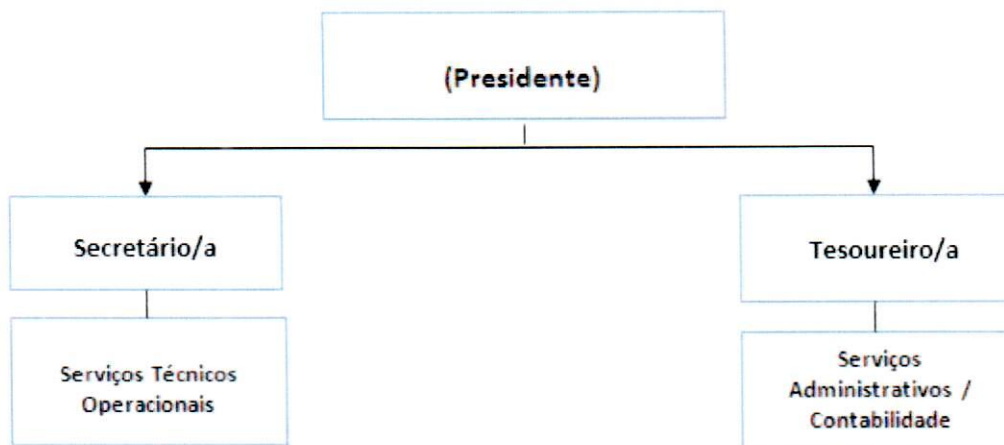 (Presidente)
Secretário/a
Tesoureiro/a
Serviços Técnicos
Operacionais
Serviços
Administrativos /
Contabilidade